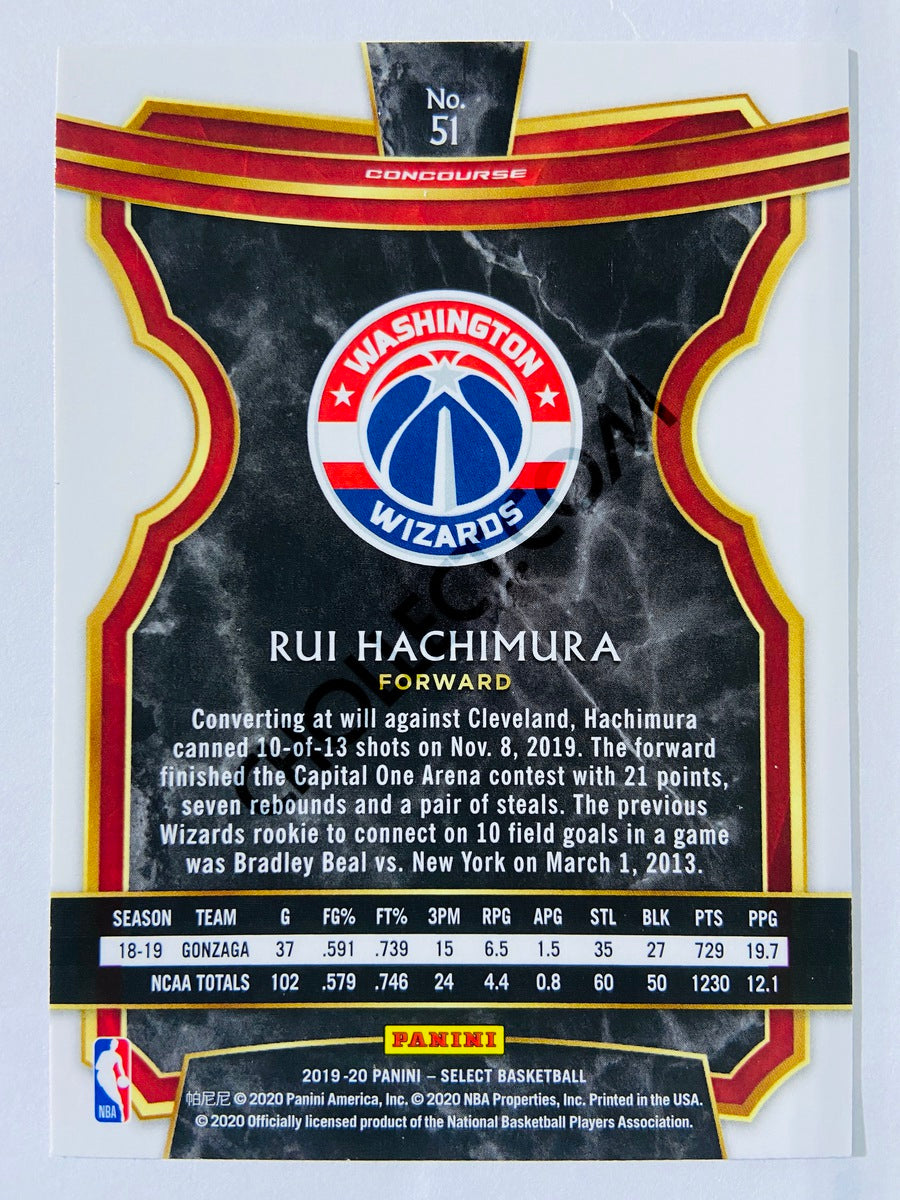 No.
51
CONCOURSE
WASHINGTON
WIZARDS
RUI HACHIMURA
FORWARD
Converting at will against Cleveland, Hachimura
canned 10-of-13 shots on Nov. 8, 2019. The forward
finished the Capital One Arena contest with 21 points,
seven rebounds and a pair of steals. The previous
Wizards rookie to connect on 10 field goals in a game
was Bradley Beal vs. New York on March 1, 2013.
SEASON TEAM G FG% FT% 3PM RPG APG STL BLK PTS PPG
18-19 GONZAGA 37 .591 .739 15 6.5 1.5 35 27 729 19.7
NCAA TOTALS 102 .579 .746 24 4.4 0.8 60 50 1230 12.1
PANINI
2019-20 PANINI – SELECT BASKETBALL
帕尼尼 © 2020 Panini America, Inc. © 2020 NBA Properties, Inc. Printed in the USA.
© 2020 Officially licensed product of the National Basketball Players Association.
NBA
CHOLLECT.COM